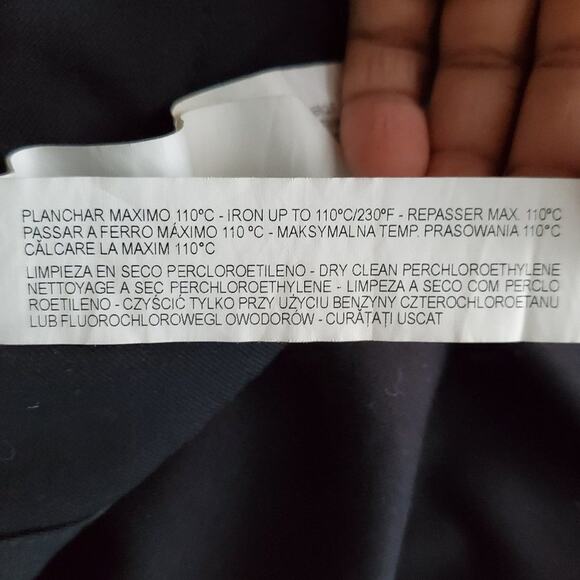 PLANCHAR MAXIMO 110ºC - IRON UP TO 110ºC/230ºF - REPASSER MAX. 110ºC
PASSAR A FERRO MÁXIMO 110 ºC - MAKSYMALNA TEMP. PRASOWANIA 110°C
CĂLCARE LA MAXIM 110°C
LIMPIEZA EN SECO PERCLOROETILENO - DRY CLEAN PERCHLOROETHYLENE
NETTOYAGE A SEC PERCHLOROETHYLENE - LIMPEZA A SECO COM PERCLO
ROETILENO - CZYŚCIĆ TYLKO PRZY UŻYCIU BENZYNY CZTEROCHLOROETANU
LUB FLUOROCHLOROWEGL OWODORÓW - CURĂȚAȚI USCAT